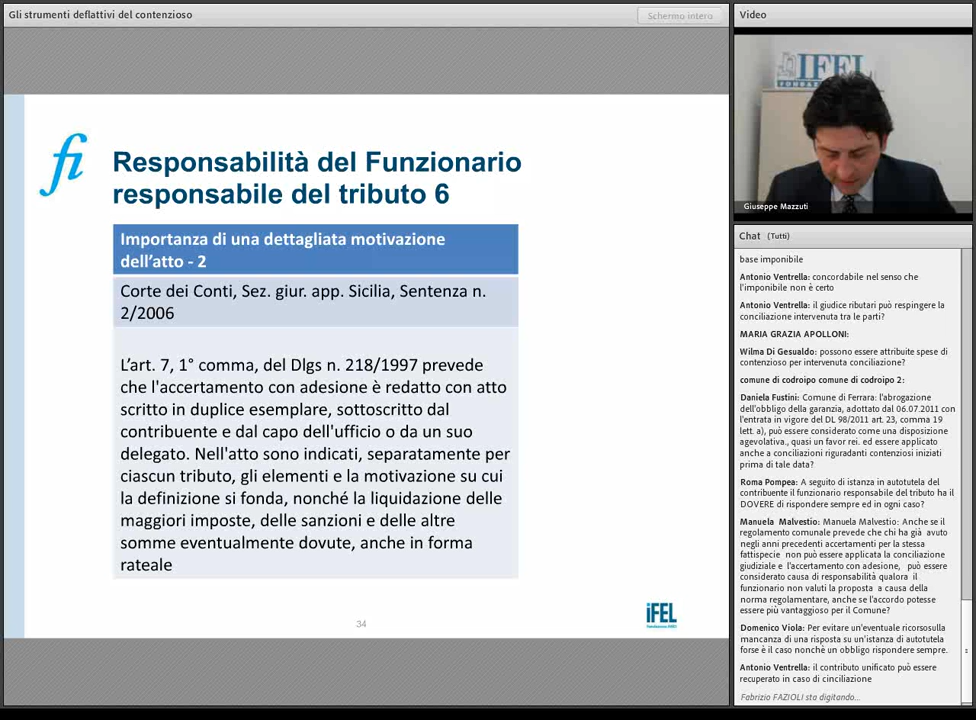 Gli strumenti deflattivi del contenzioso
Schermo intero
fi
Responsabilità del Funzionario
responsabile del tributo 6
Importanza di una dettagliata motivazione
dell'atto - 2
Corte dei Conti, Sez. giur. app. Sicilia, Sentenza n.
2/2006
L'art. 7, 1° comma, del Dlgs n. 218/1997 prevede
che l'accertamento con adesione è redatto con atto
scritto in duplice esemplare, sottoscritto dal
contribuente e dal capo dell'ufficio o da un suo
delegato. Nell'atto sono indicati, separatamente per
ciascun tributo, gli elementi e la motivazione su cui
la definizione si fonda, nonché la liquidazione delle
maggiori imposte, delle sanzioni e delle altre
somme eventualmente dovute, anche in forma
rateale
34
iFEL
Video
IFEL
Giuseppe Mazzuti
Chat (Tutti)
base imponibile
Antonio Ventrella: concordabile nel senso che
l'imponibile non è certo
Antonio Ventrella: il giudice ributari può respingere la
conciliazione intervenuta tra le parti?
MARIA GRAZIA APOLLONI:
Wilma Di Gesualdo: possono essere attribuite spese di
contenzioso per intervenuta conciliazione?
comune di codroipo comune di codroipo 2:
Daniela Fustini: Comune di Ferrara: l'abrogazione
dell'obbligo della garanzia, adottato dal 06.07.2011 con
l'entrata in vigore del DL 98/2011 art. 23, comma 19
lett. a), può essere considerato come una disposizione
agevolativa., quasi un favor rei. ed essere applicato
anche a conciliazioni riguardanti contenziosi iniziati
prima di tale data?
Roma Pompea: A seguito di istanza in autotutela del
contribuente il funzionario responsabile del tributo ha il
DOVERE di rispondere sempre ed in ogni caso?
Manuela Malvestio: Manuela Malvestio: Anche se il
regolamento comunale prevede che chi ha già avuto
negli anni precedenti accertamenti per la stessa
fattispecie non può essere applicata la conciliazione
giudiziale e l'accertamento con adesione, può essere
considerato causa di responsabilità qualora il
funzionario non valuti la proposta a causa della
norma regolamentare, anche se l'accordo potesse
essere più vantaggioso per il Comune?
Domenico Viola: Per evitare un'eventuale ricorsosulla
mancanza di una risposta su un'istanza di autotutela
forse è il caso nonchè un obbligo rispondere sempre.
Antonio Ventrella: il contributo unificato può essere
recuperato in caso di cinciliazione
Fabrizio FAZIOLI sta digitando...